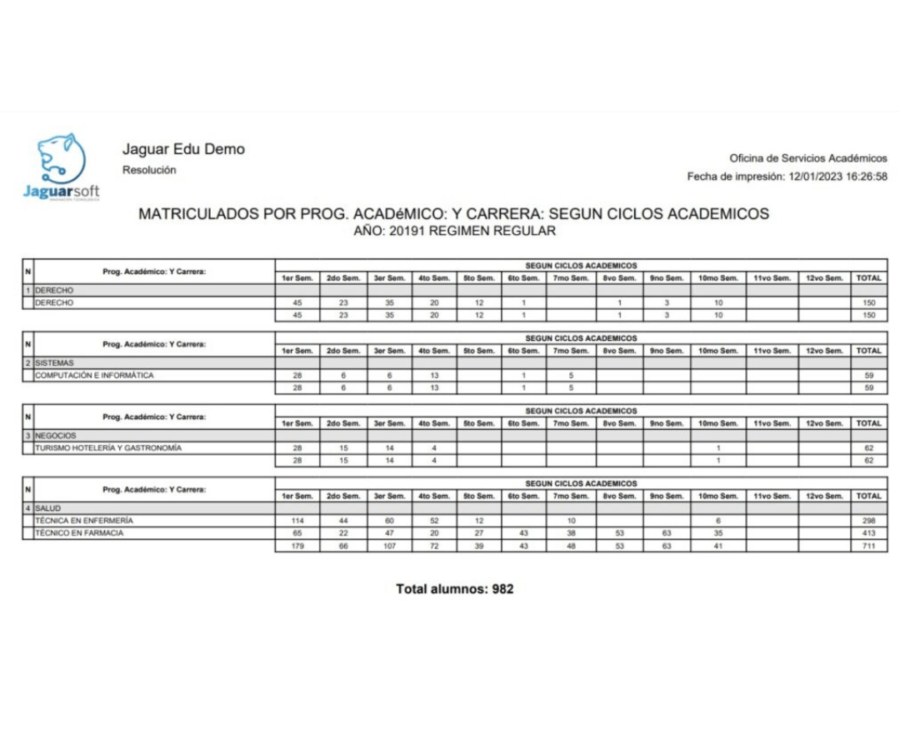 Jaguarsoft
Jaguar Edu Demo
Resolución
Oficina de Servicios Académicos
Fecha de impresión: 12/01/2023 16:26:58
MATRICULADOS POR PROG. ACADéMICO: Y CARRERA: SEGUN CICLOS ACADEMICOS
AÑO: 20191 REGIMEN REGULAR
N Prog. Académico: Y Carrera: SEGUN CICLOS ACADEMICOS
1er Sem. 2do Sem. 3er Sem. 4to Sem. 5to Sem. 6to Sem. 7mo Sem. 8vo Sem. 9no Sem. 10mo Sem. 11vo Sem. 12vo Sem. TOTAL
1 DERECHO
DERECHO 45 23 35 20 12 1 1 3 10 150
45 23 35 20 12 1 1 3 10 150
N Prog. Académico: Y Carrera: SEGUN CICLOS ACADEMICOS
1er Sem. 2do Sem. 3er Sem. 4to Sem. 5to Sem. 6to Sem. 7mo Sem. 8vo Sem. 9no Sem. 10mo Sem. 11vo Sem. 12vo Sem. TOTAL
2 SISTEMAS
COMPUTACIÓN E INFORMÁTICA 28 6 6 13 1 5 59
28 6 6 13 1 5 59
N Prog. Académico: Y Carrera: SEGUN CICLOS ACADEMICOS
1er Sem. 2do Sem. 3er Sem. 4to Sem. 5to Sem. 6to Sem. 7mo Sem. 8vo Sem. 9no Sem. 10mo Sem. 11vo Sem. 12vo Sem. TOTAL
3 NEGOCIOS
TURISMO HOTELERÍA Y GASTRONOMÍA 28 15 14 4 1 62
28 15 14 4 1 62
N Prog. Académico: Y Carrera: SEGUN CICLOS ACADEMICOS
1er Sem. 2do Sem. 3er Sem. 4to Sem. 5to Sem. 6to Sem. 7mo Sem. 8vo Sem. 9no Sem. 10mo Sem. 11vo Sem. 12vo Sem. TOTAL
4 SALUD
TÉCNICA EN ENFERMERÍA 114 44 60 52 12 10 6 298
TÉCNICO EN FARMACIA 65 22 47 20 27 43 38 53 63 35 413
179 66 107 72 39 43 48 53 63 41 711
Total alumnos: 982